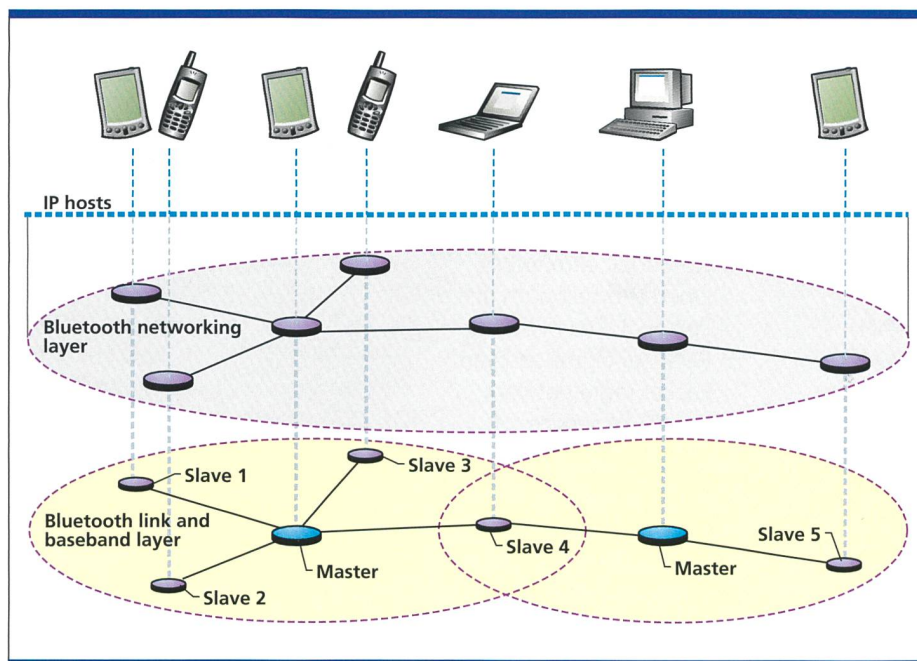 IP hosts
Bluetooth networking
layer
Slave 1
Slave 3
Bluetooth link and
baseband layer
Slave 4
Slave 5
Master
Master
Slave 2